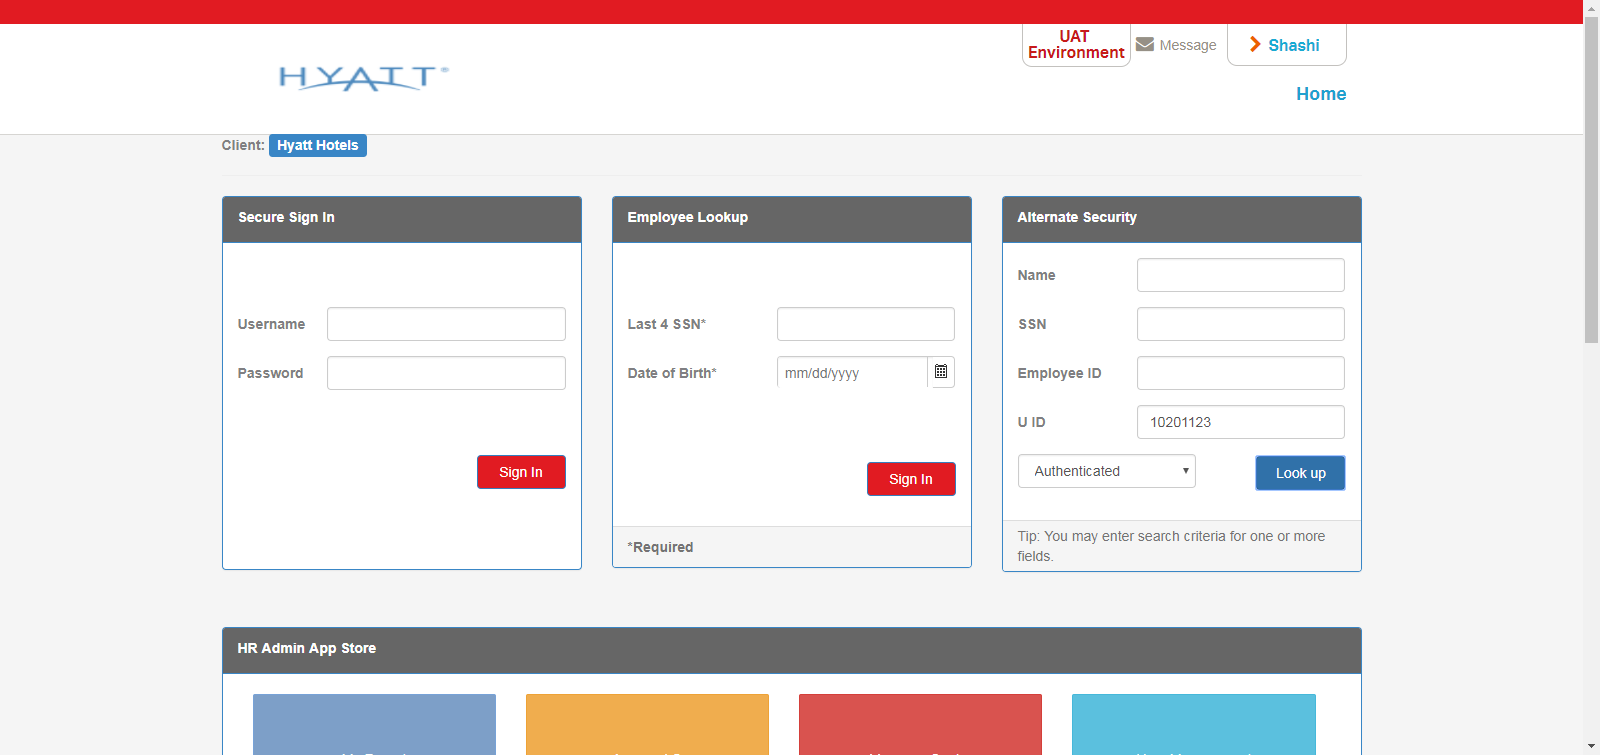 UAT
Environment
Message
Shashi
HYATT®
Home
Client: Hyatt Hotels
Secure Sign In
Username
Password
Sign In
Employee Lookup
Last 4 SSN*
Date of Birth* mm/dd/yyyy
Sign In
*Required
Alternate Security
Name
SSN
Employee ID
U ID 10201123
Authenticated
Look up
Tip: You may enter search criteria for one or more
fields.
HR Admin App Store